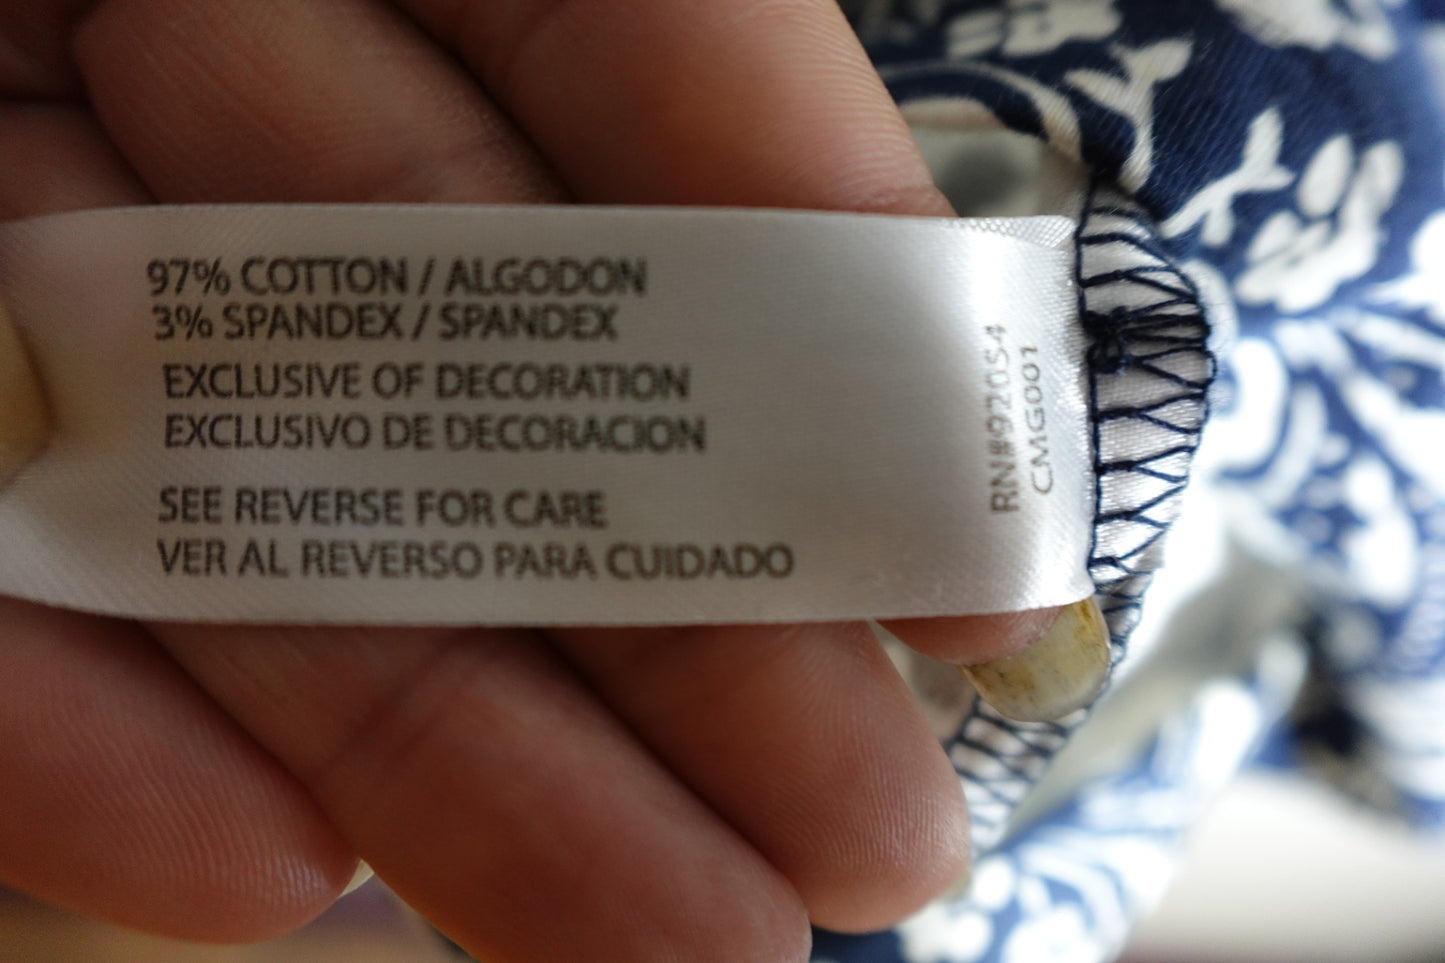 97% COTTON / ALGODON
3% SPANDEX / SPANDEX
EXCLUSIVE OF DECORATION
EXCLUSIVO DE DECORACION
SEE REVERSE FOR CARE
VER AL REVERSO PARA CUIDADO
RN#92054
CMG001